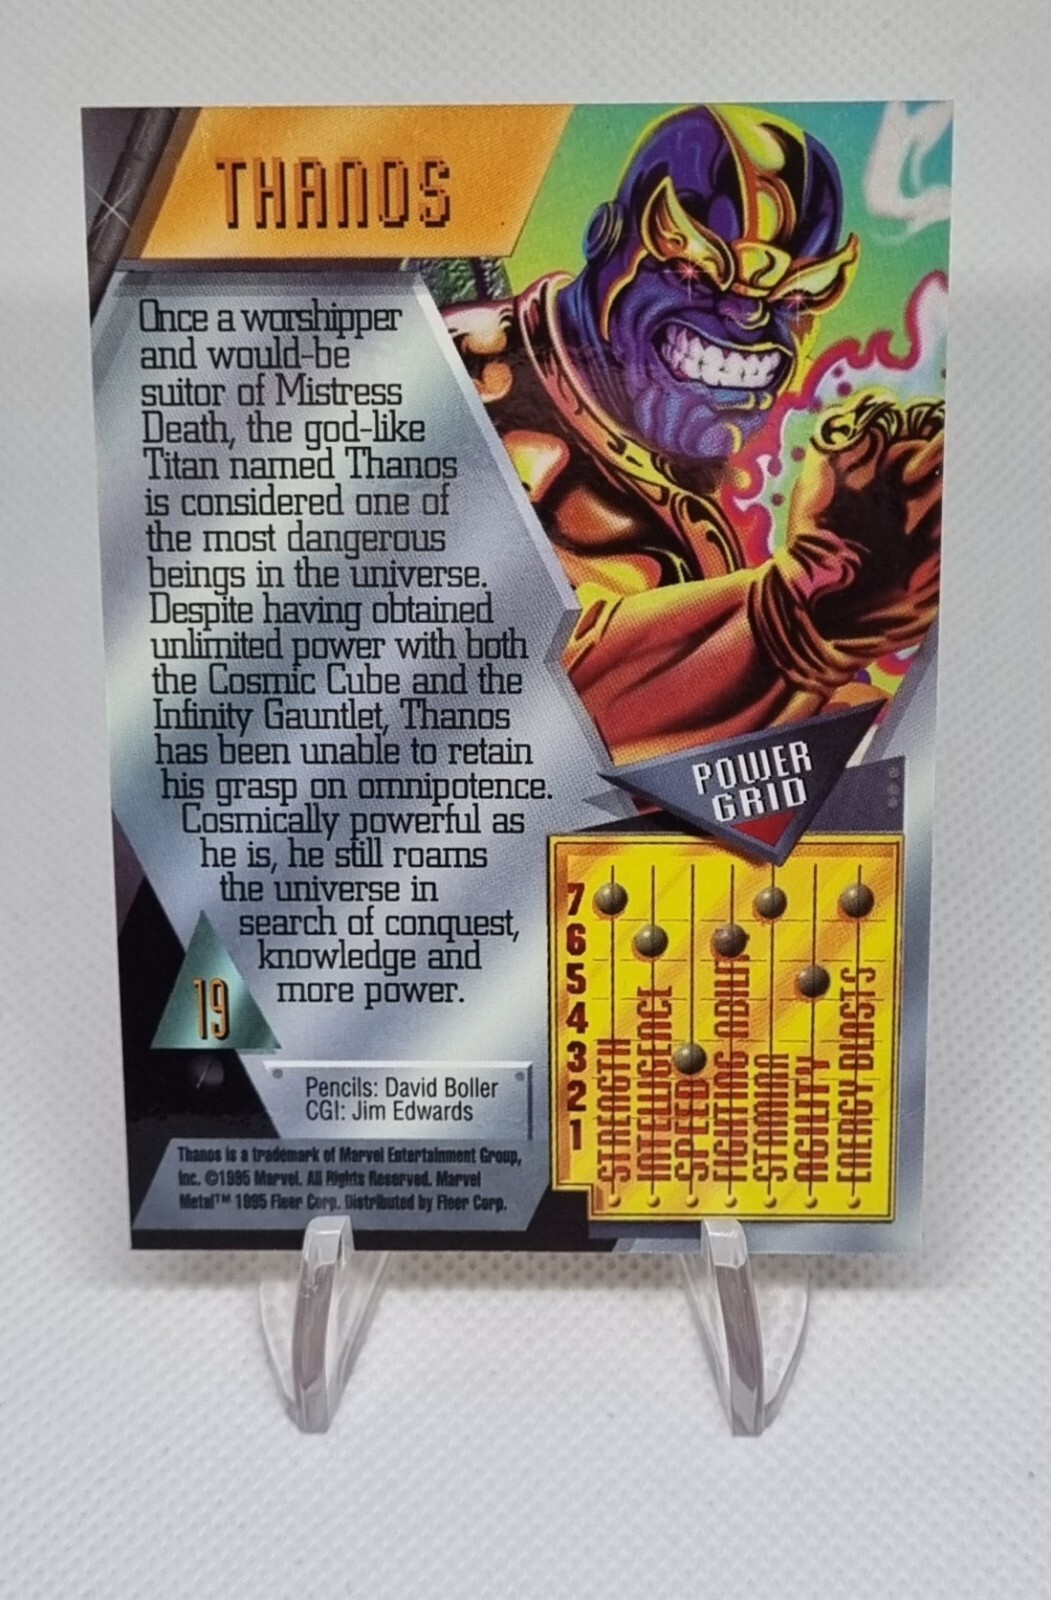 THANOS
Once a worshipper
and would-be
suitor of Mistress
Death, the god-like
Titan named Thanos
is considered one of
the most dangerous
beings in the universe.
Despite having obtained
unlimited power with both
the Cosmic Cube and the
Infinity Gauntlet, Thanos
has been unable to retain
his grasp on omnipotence.
Cosmically powerful as
he is, he still roams
the universe in
search of conquest,
knowledge and
more power.
19
Pencils: David Boller
CGI: Jim Edwards
Thanos is a trademark of Marvel Entertainment Group,
Inc. ©1995 Marvel. All Rights Reserved. Marvel
Metal™ 1995 Fleer Corp. Distributed by Fleer Corp.
POWER
GRID
7
6
5
4
3
2
1
STRENGTH
INTELLIGENCE
SPEED
FIGHTING ABILITY
STAMINA
AGILITY
ENERGY BLASTS